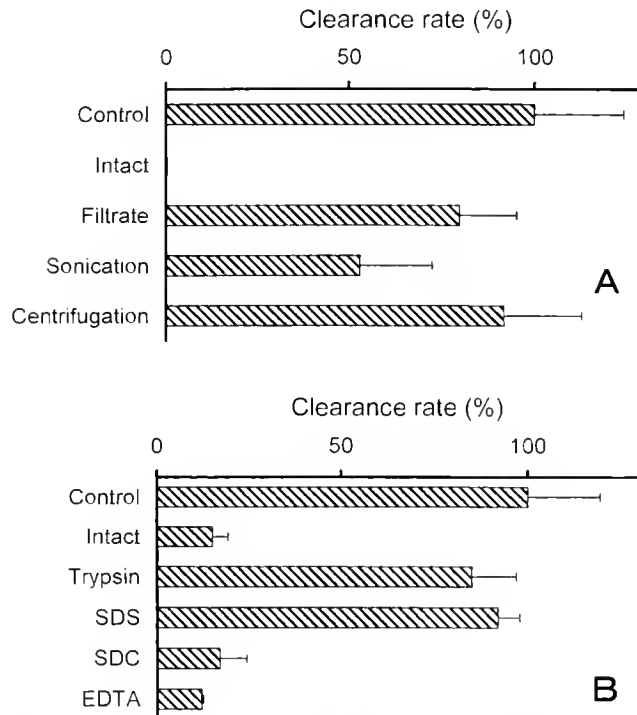 Clearance rate (%)
0 50 100
Control
Intact
Filtrate
Sonication
Centrifugation
A
Clearance rate (%)
0 50 100
Control
Intact
Trypsin
SDS
SDC
EDTA
B